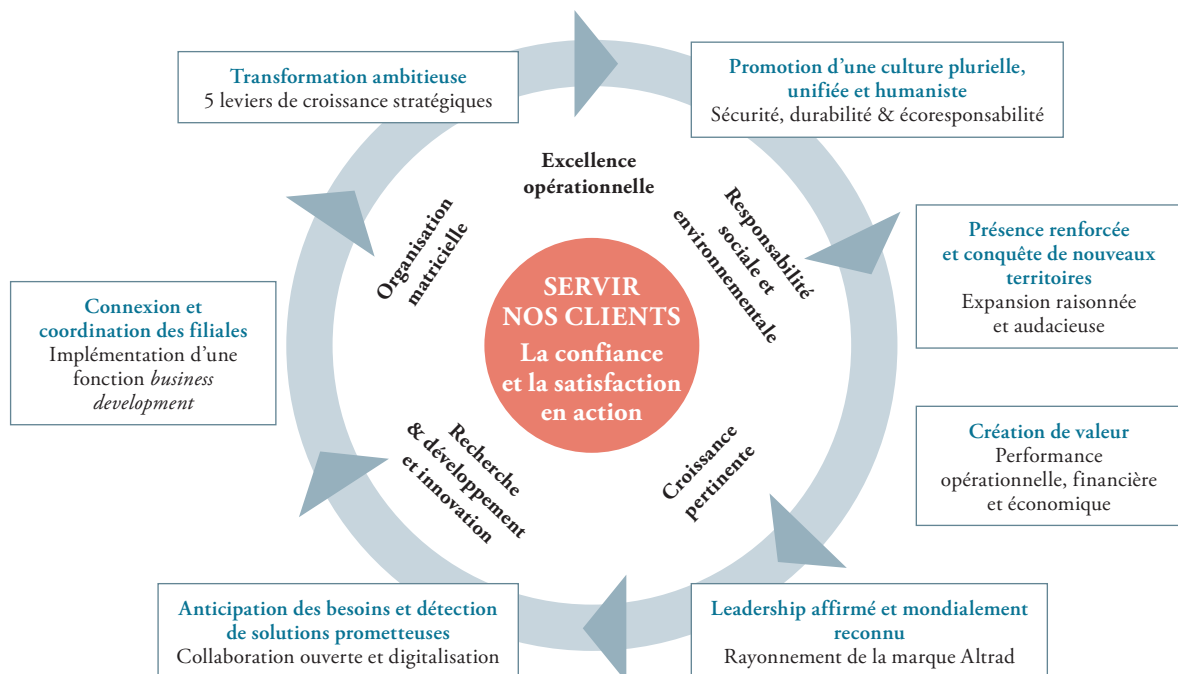 Transformation ambitieuse
5 leviers de croissance stratégiques
Promotion d’une culture plurielle,
unifiée et humaniste
Sécurité, durabilité & écoresponsabilité
Excellence
opérationnelle
Responsabilité
sociale et
environnementale
Organisation
matricielle
Présence renforcée
et conquête de nouveaux
territoires
Expansion raisonnée
et audacieuse
SERVIR
NOS CLIENTS
La confiance
et la satisfaction
en action
Connexion et
coordination des filiales
Implémentation d’une
fonction business
development
Création de valeur
Performance
opérationnelle, financière
et économique
Recherche
& développement
et innovation
Croissance
pertinente
Anticipation des besoins et détection
de solutions prometteuses
Collaboration ouverte et digitalisation
Leadership affirmé et mondialement
reconnu
Rayonnement de la marque Altrad